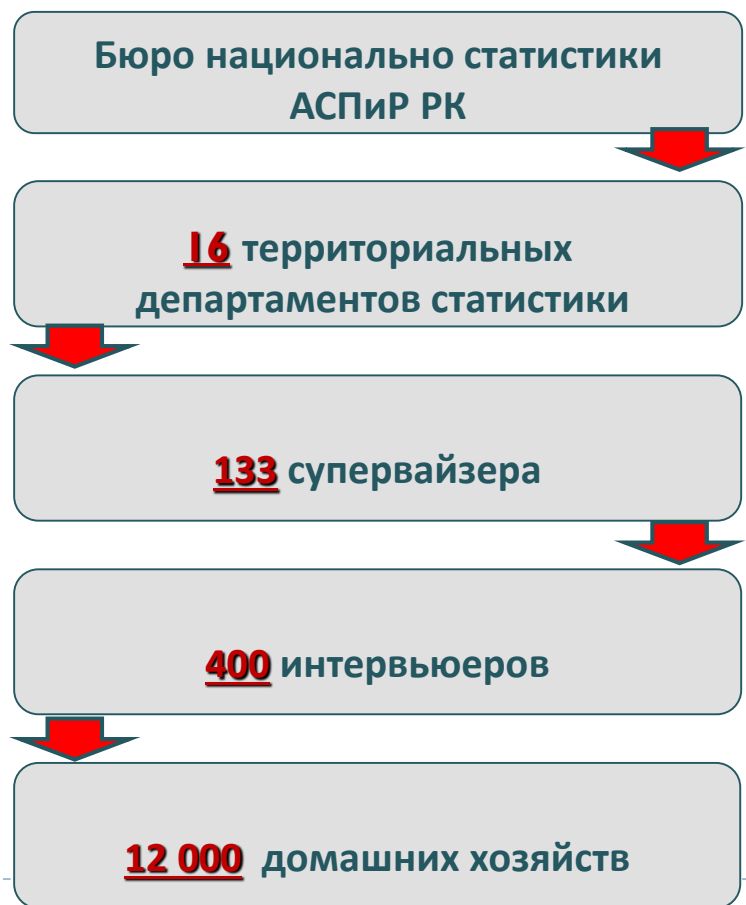 Бюро национально статистики
АСПиР РК
16 территориальных
департаментов статистики
133 супервайзера
400 интервьюеров
12 000 домашних хозяйств